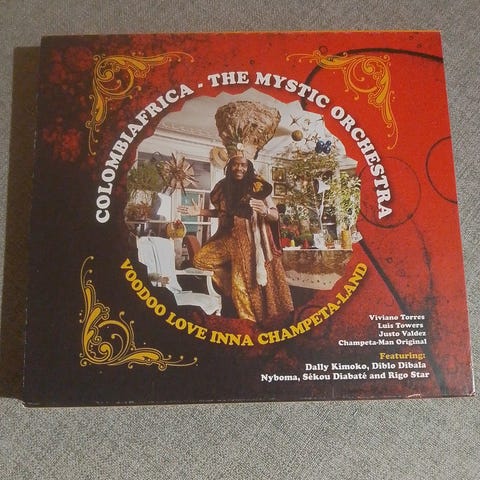 COLOMBIAFRICA - THE MYSTIC ORCHESTRA
VOODOO LOVE INNA CHAMPETA-LAND
Viviano Torres
Luis Towers
Justo Valdez
Champeta-Man Original
Featuring:
Dally Kimoko, Diblo Dibala
Nyboma, Sékou Diabaté and Rigo Star